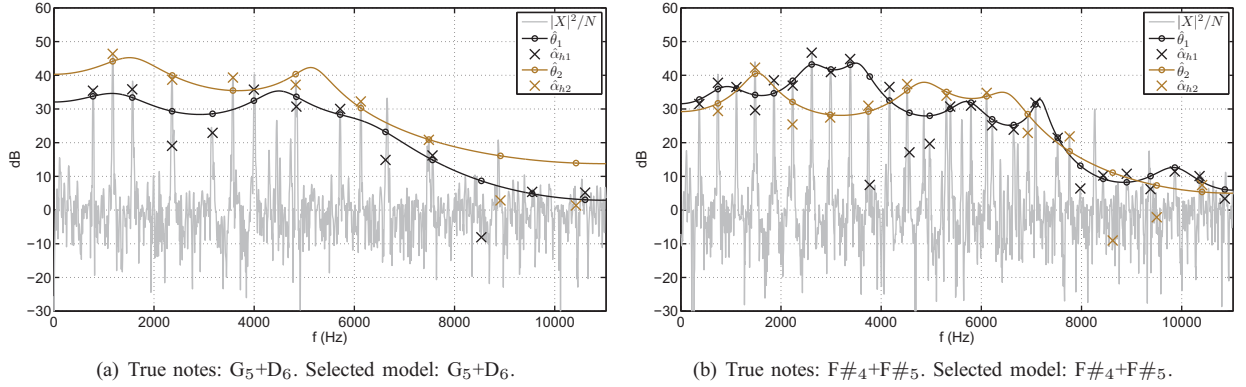 60
50
40
30
20
10
0
−10
−20
−30
dB
0
2000
4000
6000
8000
10000
f (Hz)
|X|²/N
θ̂₁
α̂ₕ₁
θ̂₂
α̂ₕ₂
(a) True notes: G₅+D₆. Selected model: G₅+D₆.
60
50
40
30
20
10
0
−10
−20
−30
dB
0
2000
4000
6000
8000
10000
f (Hz)
|X|²/N
θ̂₁
α̂ₕ₁
θ̂₂
α̂ₕ₂
(b) True notes: F#₄+F#₅. Selected model: F#₄+F#₅.